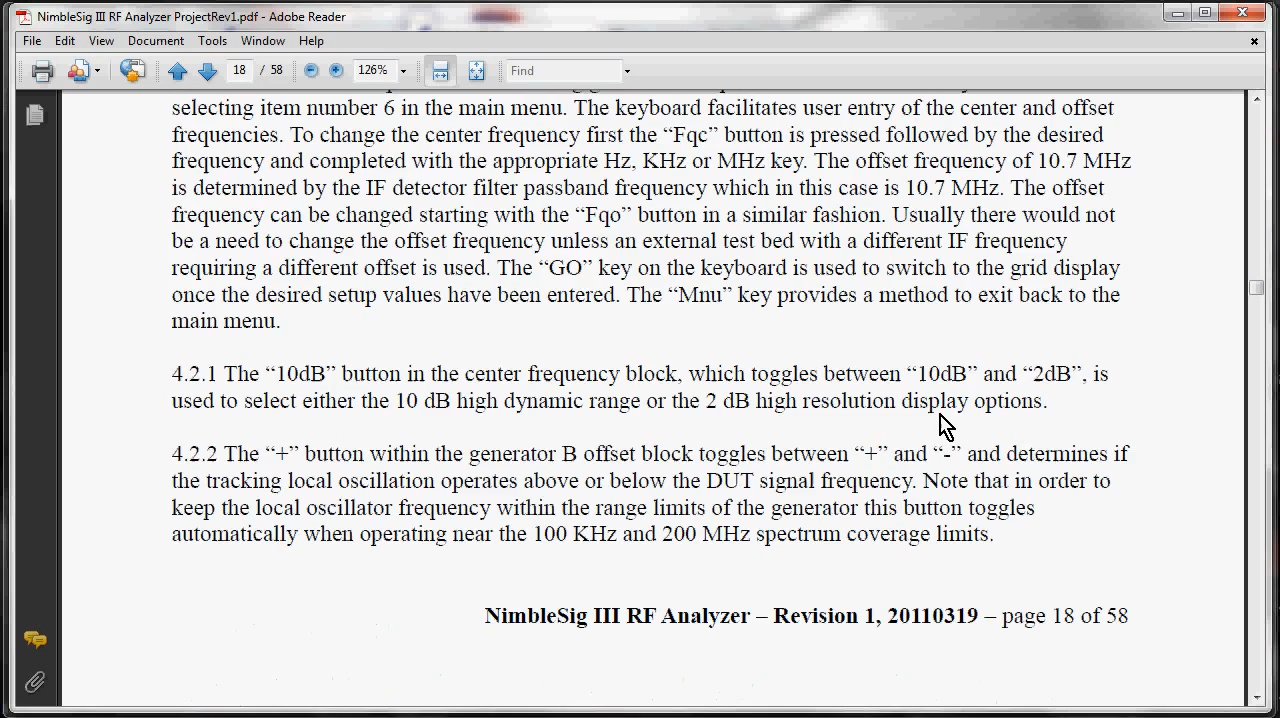 NimbleSig III RF Analyzer ProjectRev1.pdf - Adobe Reader
File Edit View Document Tools Window Help
18 / 58 126% Find
selecting item number 6 in the main menu. The keyboard facilitates user entry of the center and offset
frequencies. To change the center frequency first the “Fqc” button is pressed followed by the desired
frequency and completed with the appropriate Hz, KHz or MHz key. The offset frequency of 10.7 MHz
is determined by the IF detector filter passband frequency which in this case is 10.7 MHz. The offset
frequency can be changed starting with the “Fqo” button in a similar fashion. Usually there would not
be a need to change the offset frequency unless an external test bed with a different IF frequency
requiring a different offset is used. The “GO” key on the keyboard is used to switch to the grid display
once the desired setup values have been entered. The “Mnu” key provides a method to exit back to the
main menu.
4.2.1 The “10dB” button in the center frequency block, which toggles between “10dB” and “2dB”, is
used to select either the 10 dB high dynamic range or the 2 dB high resolution display options.
4.2.2 The “+” button within the generator B offset block toggles between “+” and “-” and determines if
the tracking local oscillation operates above or below the DUT signal frequency. Note that in order to
keep the local oscillator frequency within the range limits of the generator this button toggles
automatically when operating near the 100 KHz and 200 MHz spectrum coverage limits.
NimbleSig III RF Analyzer – Revision 1, 20110319 – page 18 of 58